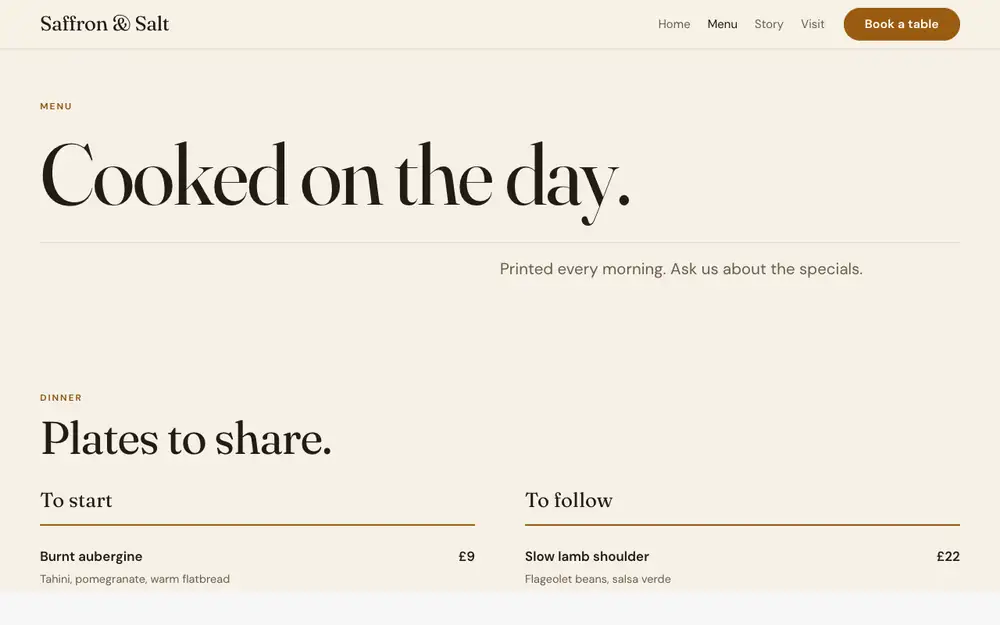 Saffron & Salt
Home Menu Story Visit Book a table
MENU
Cooked on the day.
Printed every morning. Ask us about the specials.
DINNER
Plates to share.
To start
Burnt aubergine £9
Tahini, pomegranate, warm flatbread
To follow
Slow lamb shoulder £22
Flageolet beans, salsa verde